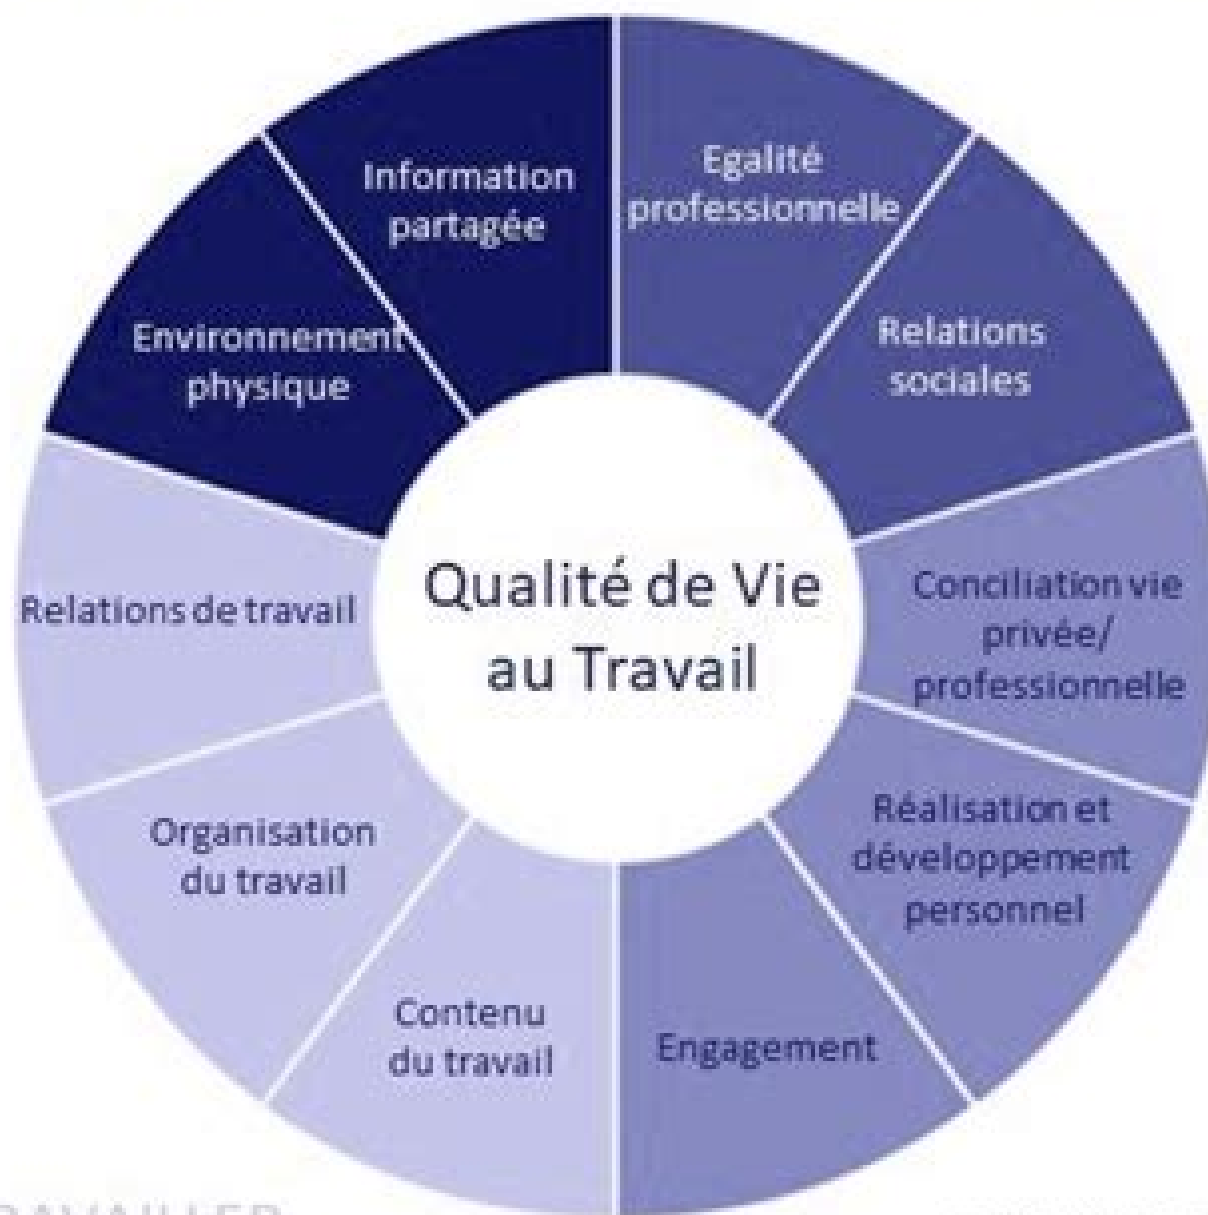 Information
partagée
Egalité
professionnelle
Environnement
physique
Relations
sociales
Relations de travail
Qualité de Vie
au Travail
Conciliation vie
privée/
professionnelle
Organisation
du travail
Réalisation et
développement
personnel
Contenu
du travail
Engagement